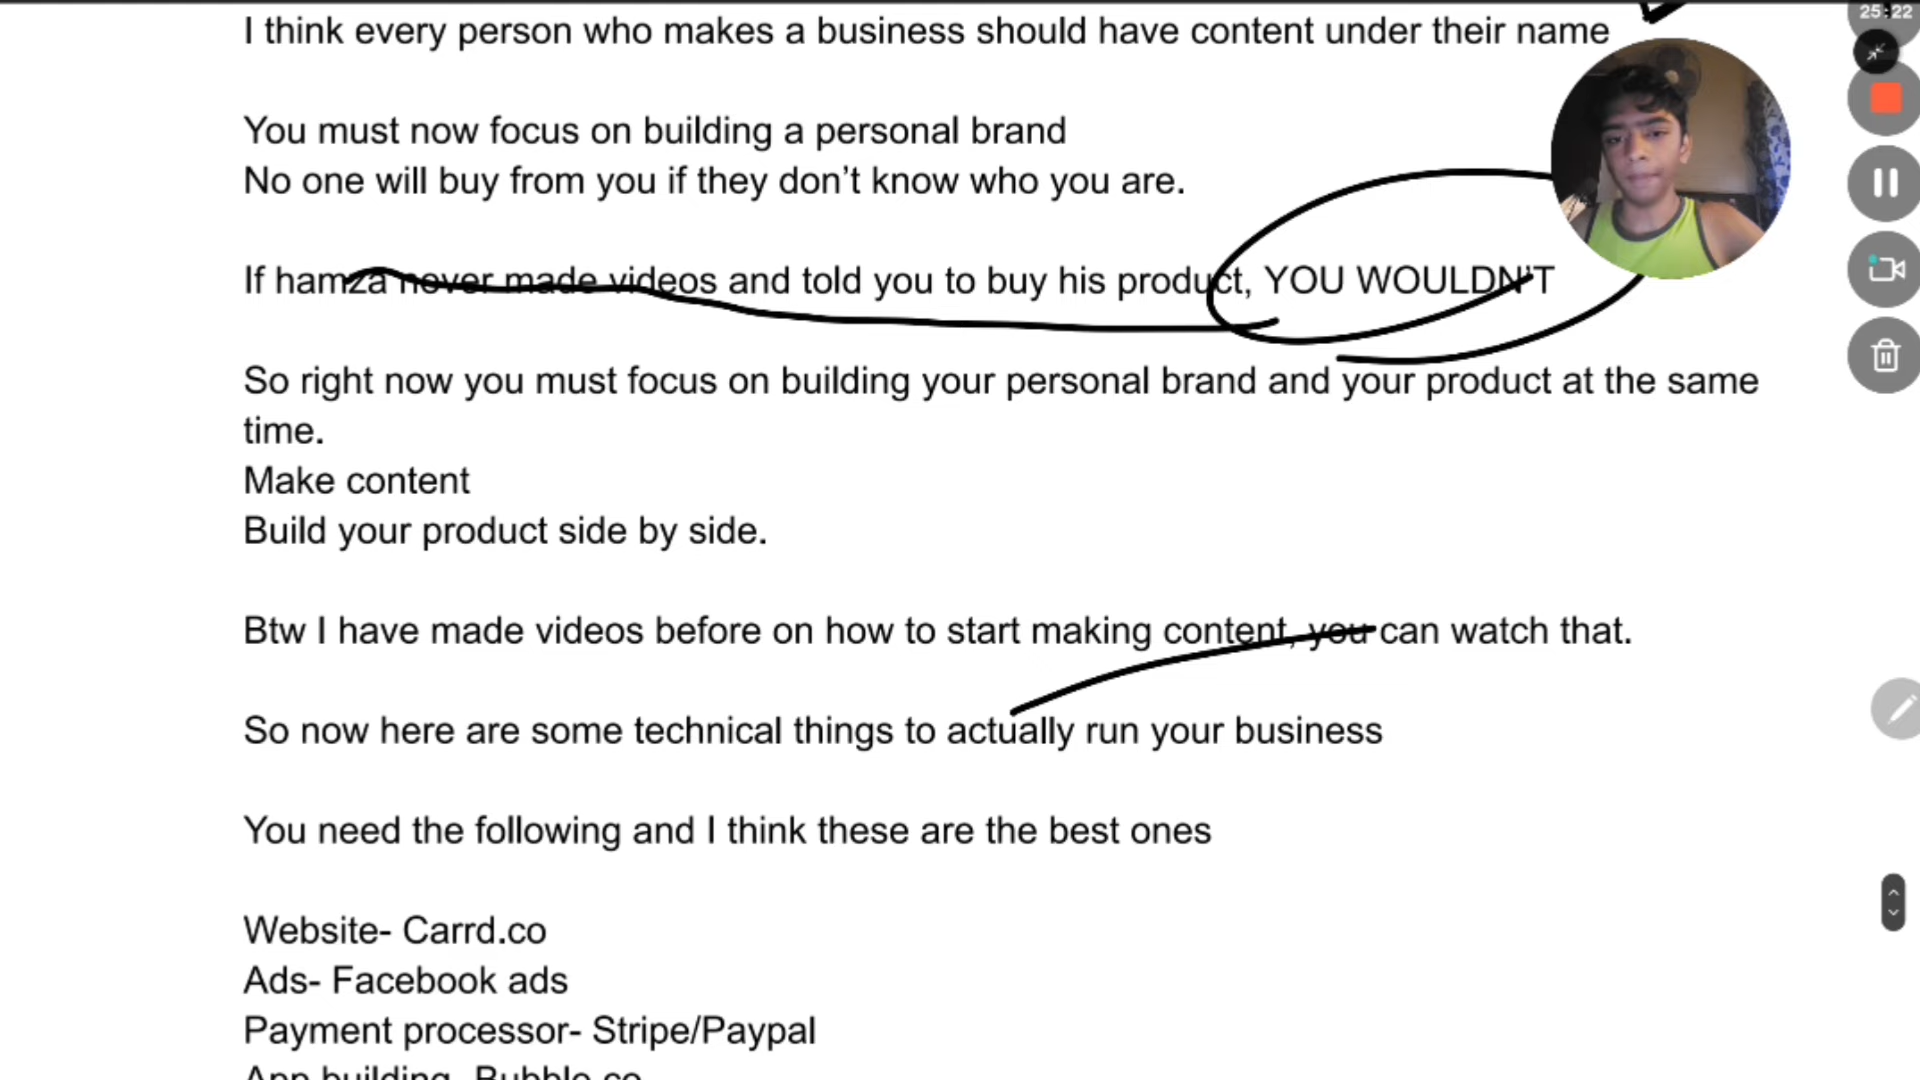 25:22
I think every person who makes a business should have content under their name
You must now focus on building a personal brand
No one will buy from you if they don’t know who you are.
If hamza never made videos and told you to buy his product, YOU WOULDN’T
So right now you must focus on building your personal brand and your product at the same
time.
Make content
Build your product side by side.
Btw I have made videos before on how to start making content, you can watch that.
So now here are some technical things to actually run your business
You need the following and I think these are the best ones
Website- Carrd.co
Ads- Facebook ads
Payment processor- Stripe/Paypal
App building- Bubble.co